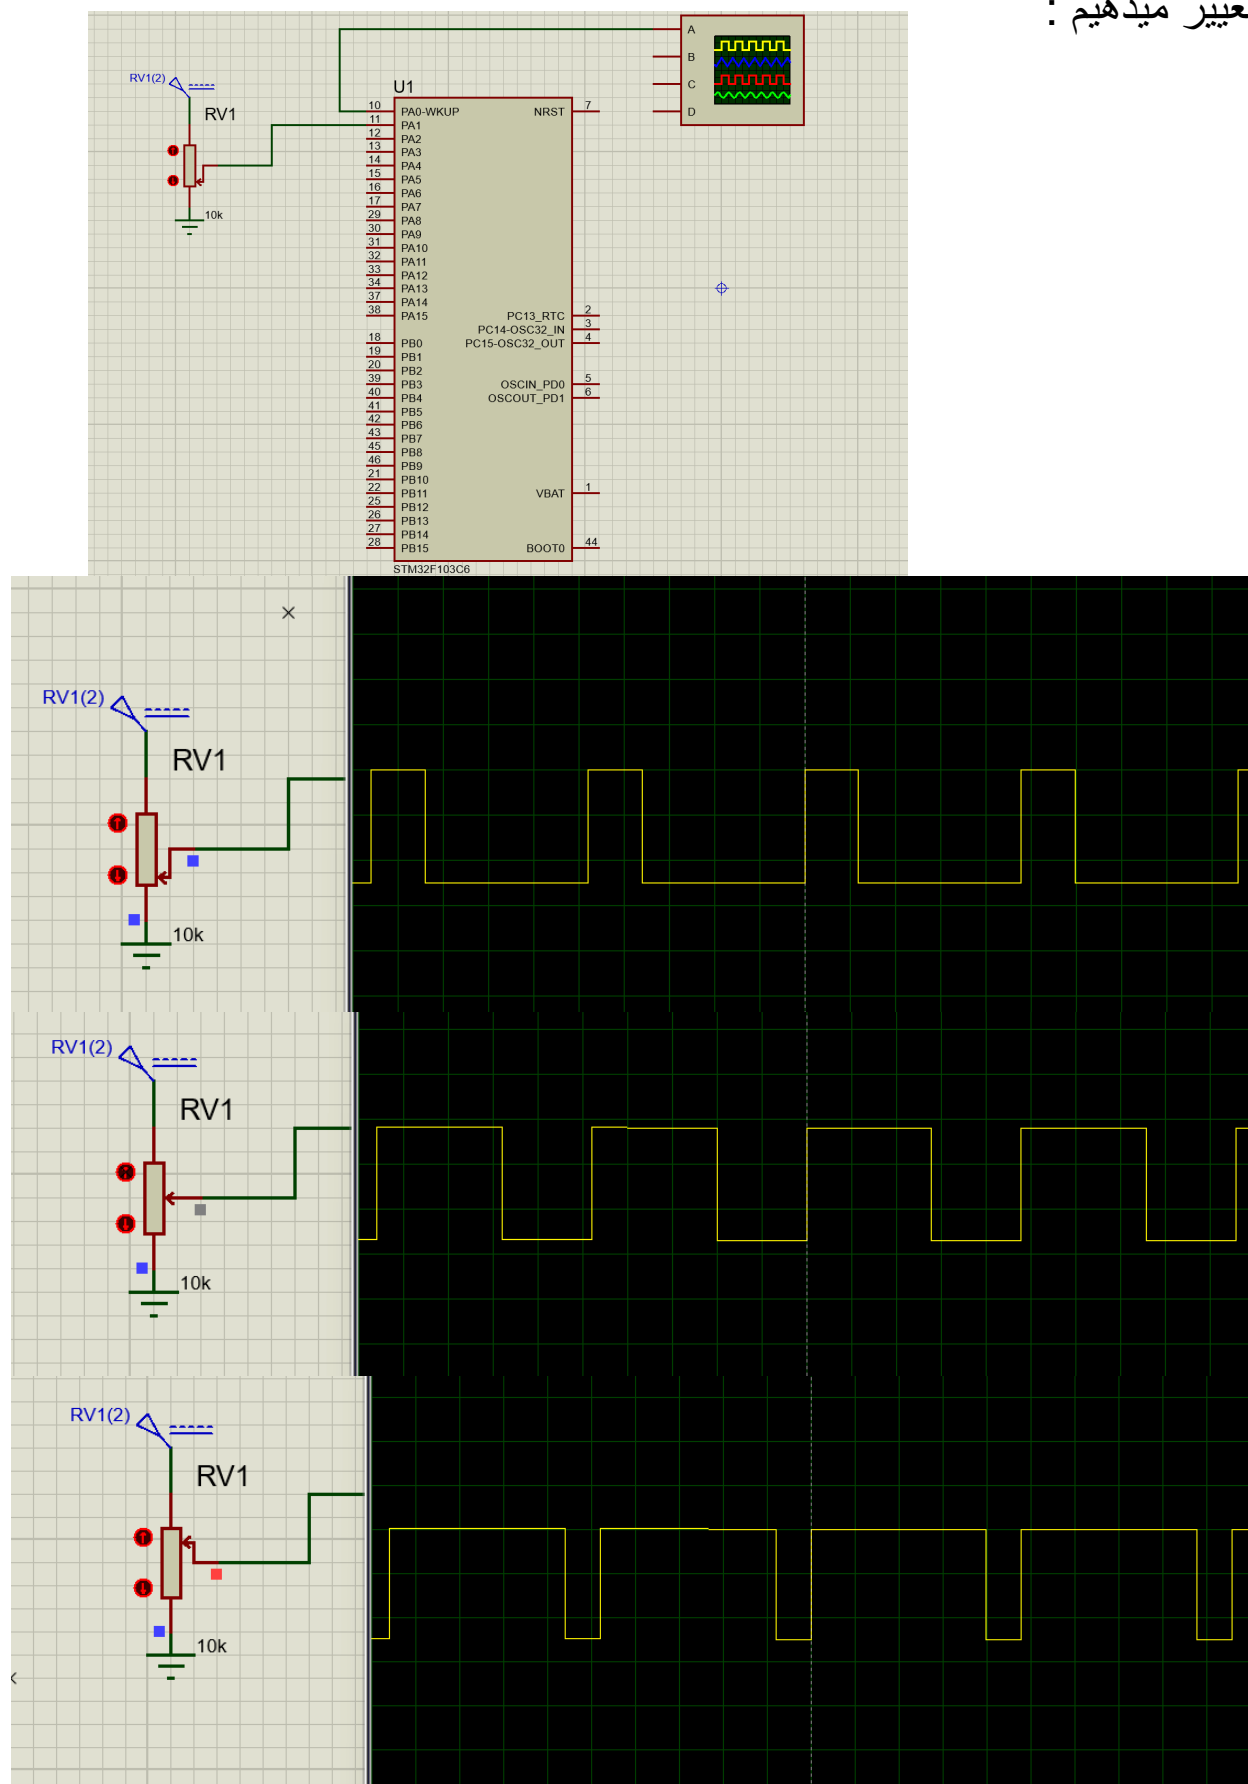 تغییر میدهیم :
RV1(2)
RV1
10k
U1
10 PA0-WKUP
11 PA1
12 PA2
13 PA3
14 PA4
15 PA5
16 PA6
17 PA7
29 PA8
30 PA9
31 PA10
32 PA11
33 PA12
34 PA13
37 PA14
38 PA15
18 PB0
19 PB1
20 PB2
39 PB3
40 PB4
41 PB5
42 PB6
43 PB7
45 PB8
46 PB9
21 PB10
22 PB11
25 PB12
26 PB13
27 PB14
28 PB15
NRST 7
PC13_RTC 2
PC14-OSC32_IN 3
PC15-OSC32_OUT 4
OSCIN_PD0 5
OSCOUT_PD1 6
VBAT 1
BOOT0 44
STM32F103C6
A
B
C
D
RV1(2)
RV1
10k
RV1(2)
RV1
10k
RV1(2)
RV1
10k